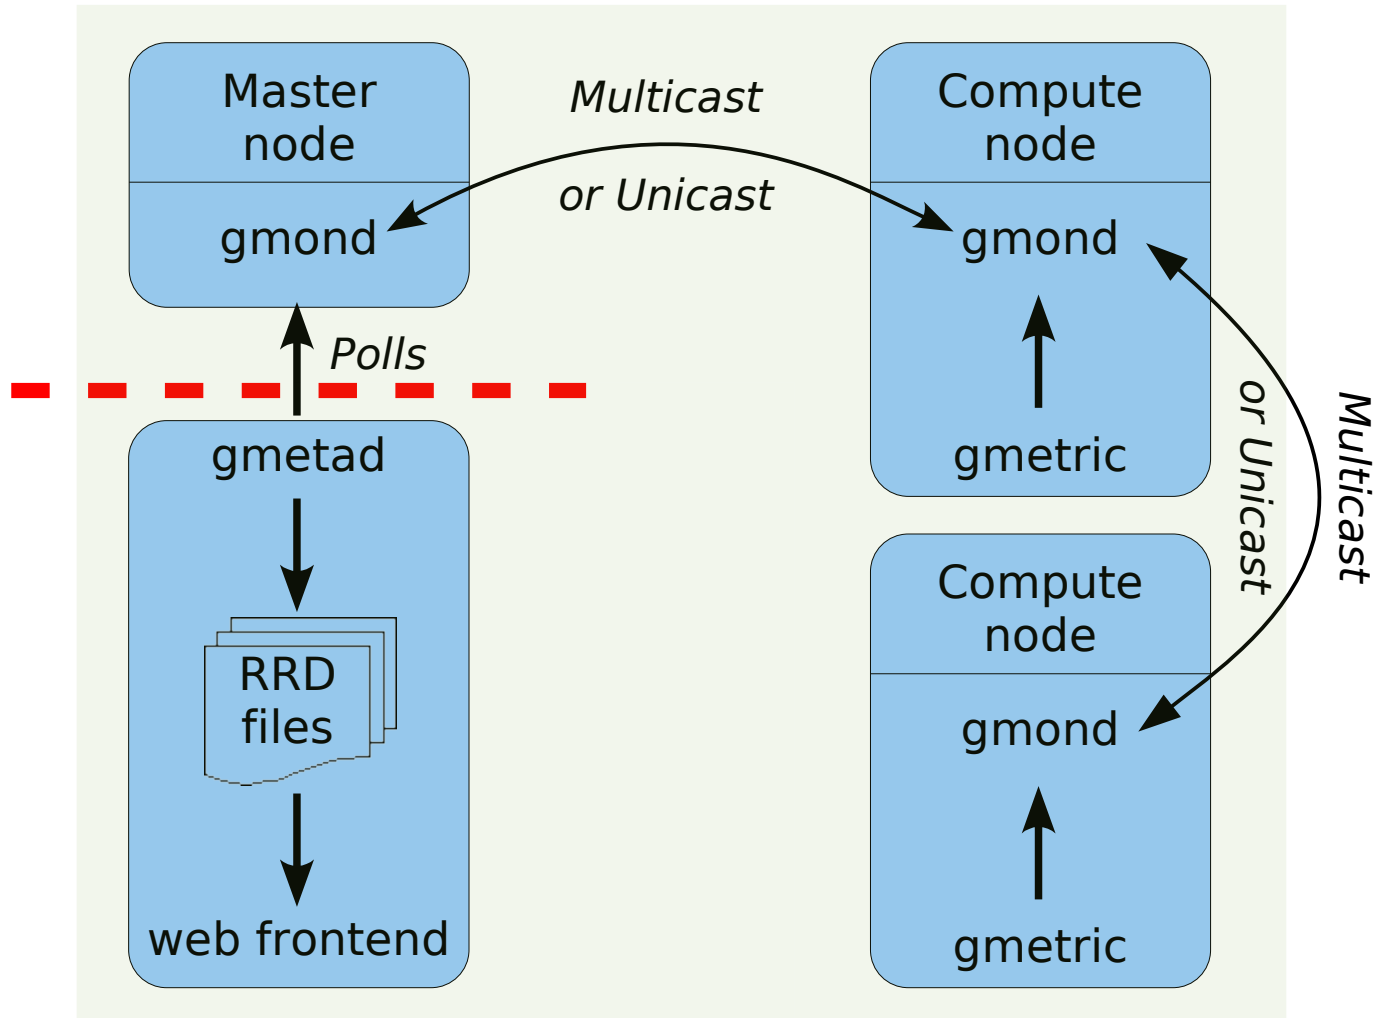 Master
node
gmond
Multicast
or Unicast
Compute
node
gmond
gmetric
Polls
or Unicast
Multicast
gmetad
RRD
files
web frontend
Compute
node
gmond
gmetric